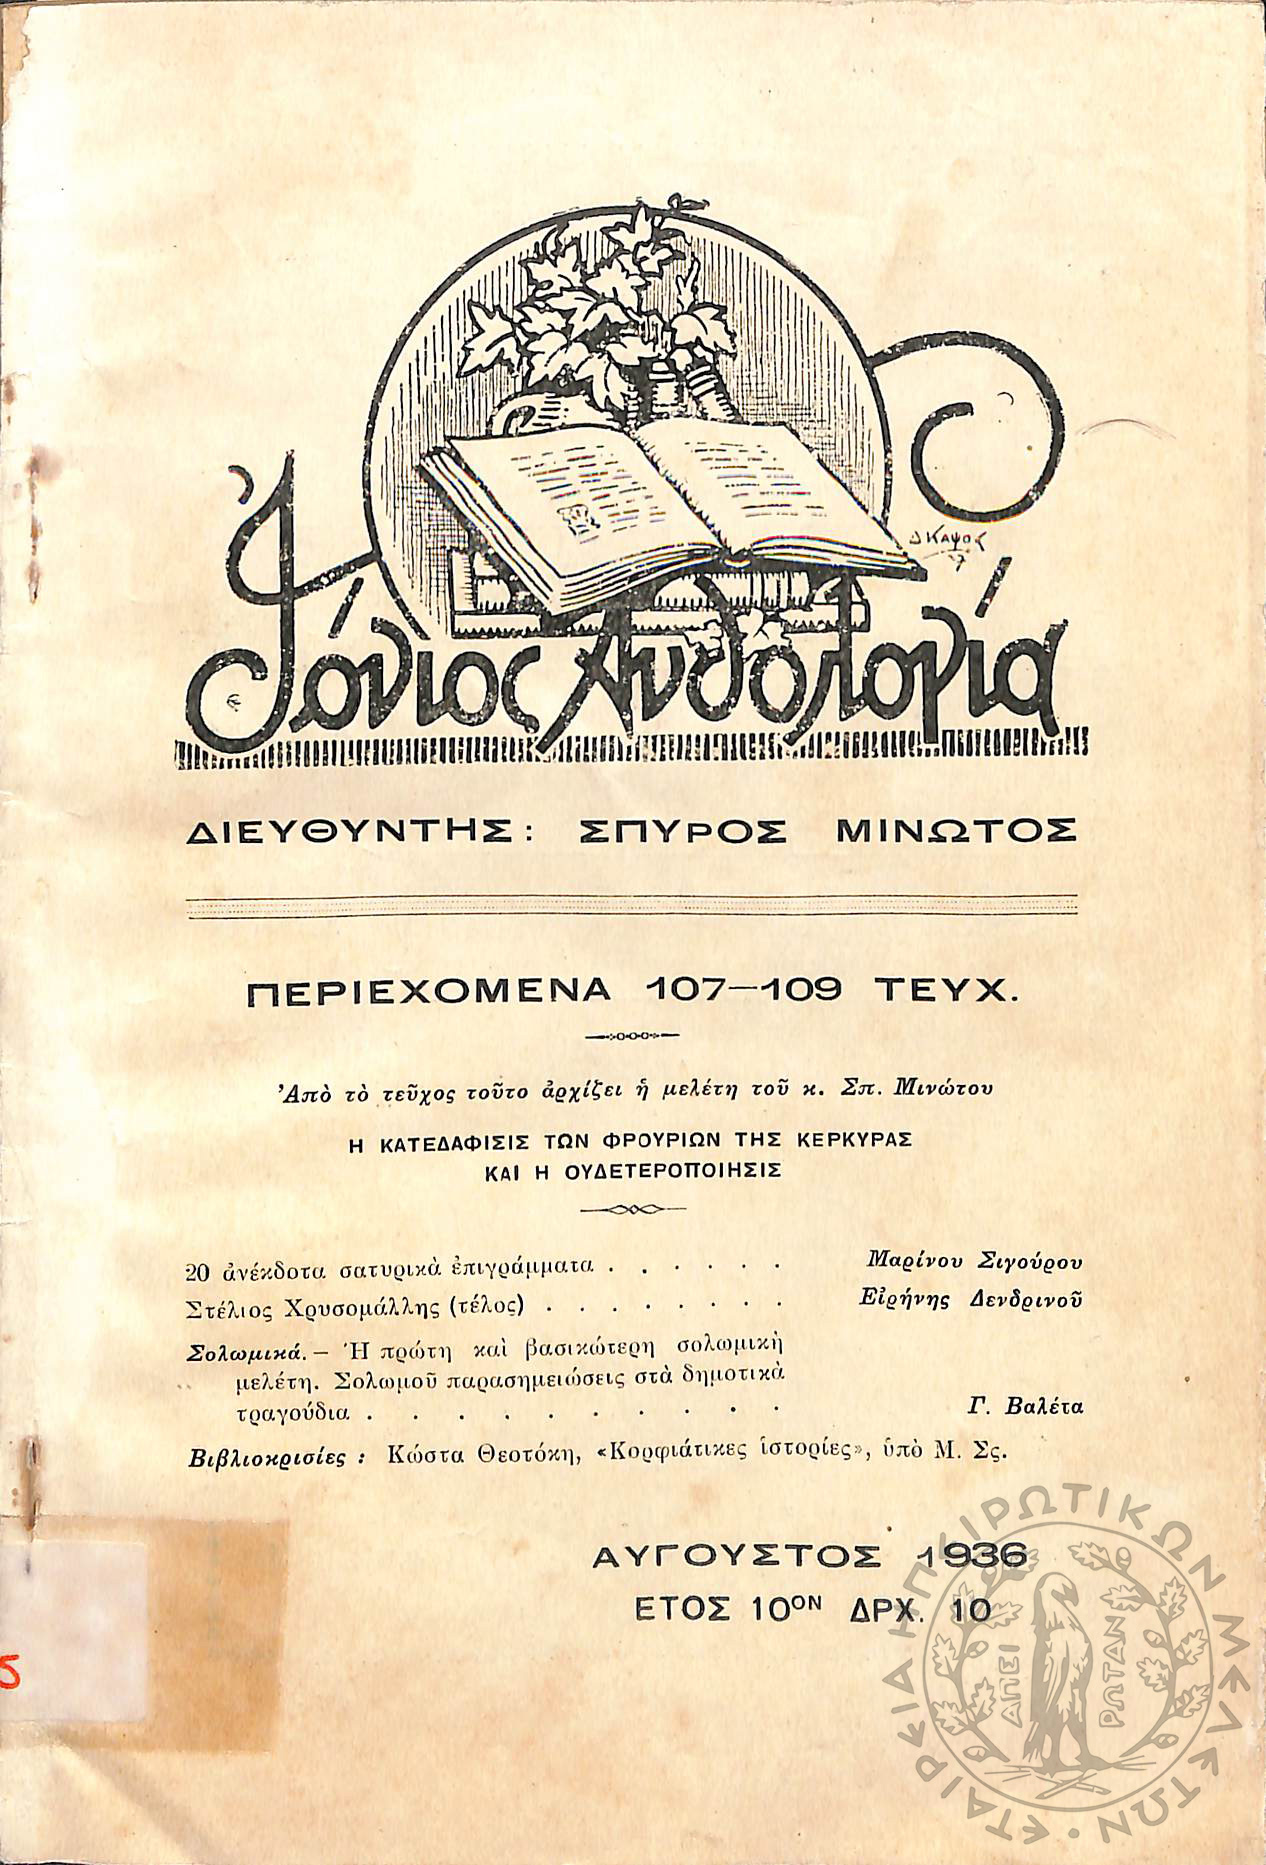 Ἰόνιος Ἀνθολογία
Δ ΚΑΨΟΣ
ΔΙΕΥΘΥΝΤΗΣ: ΣΠΥΡΟΣ ΜΙΝΩΤΟΣ
ΠΕΡΙΕΧΟΜΕΝΑ 107—109 ΤΕΥΧ.
Ἀπὸ τὸ τεῦχος τοῦτο ἀρχίζει ἡ μελέτη τοῦ κ. Σπ. Μινώτου
Η ΚΑΤΕΔΑΦΙΣΙΣ ΤΩΝ ΦΡΟΥΡΙΩΝ ΤΗΣ ΚΕΡΚΥΡΑΣ
ΚΑΙ Η ΟΥΔΕΤΕΡΟΠΟΙΗΣΙΣ
20 ἀνέκδοτα σατυρικὰ ἐπιγράμματα . . . . . . Μαρίνου Σιγούρου
Στέλιος Χρυσομάλλης (τέλος) . . . . . . . . Εἰρήνης Δενδρινοῦ
Σολωμικά.— Ἡ πρώτη καὶ βασικώτερη σολωμικὴ
μελέτη. Σολωμοῦ παρασημειώσεις στὰ δημοτικὰ
τραγούδια . . . . . . . . . . Γ. Βαλέτα
Βιβλιοκρισίες : Κώστα Θεοτόκη, «Κορφιάτικες ἱστορίες», ὑπὸ Μ. Σς.
ΑΥΓΟΥΣΤΟΣ 1936
ΕΤΟΣ 10ΟΝ ΔΡΧ. 10
5
ΕΤΑΙΡΕΙΑ ΗΠΕΙΡΩΤΙΚΩΝ ΜΕΛΕΤΩΝ
ΑΠΕΙ
ΡΩΤΑΝ